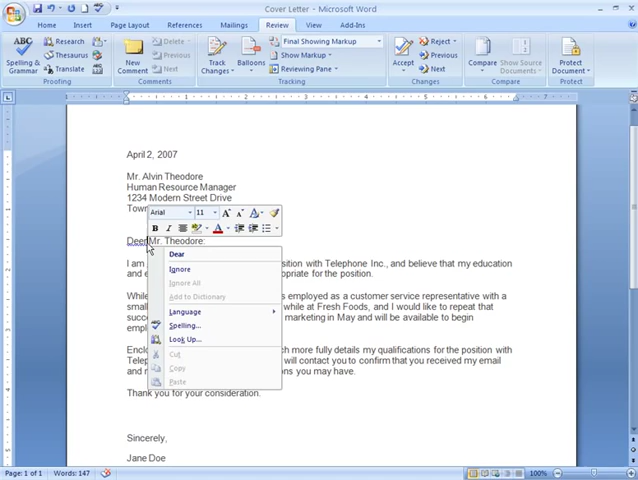 Cover Letter - Microsoft Word
Home Insert Page Layout References Mailings Review View Add-Ins
ABC Research Delete Final Showing Markup Reject
Thesaurus Previous Show Markup Previous
Spelling & Grammar Translate New Comment Next Track Changes Balloons Reviewing Pane Accept Next Compare Show Source Documents Protect Document
Proofing Comments Tracking Changes Compare Protect
April 2, 2007
Mr. Alvin Theodore
Human Resource Manager
1234 Modern Street Drive
Town
Arial 11
Deer Mr. Theodore:
Dear
I am sition with Telephone Inc., and believe that my education
Ignore
and e opriate for the position.
Ignore All
While s employed as a customer service representative with a
Add to Dictionary
small while at Fresh Foods, and I would like to repeat that
Language
succ marketing in May and will be available to begin
Spelling...
empl
Look Up...
Enclo ch more fully details my qualifications for the position with
Cut
Telep will contact you to confirm that you received my email
Copy
and ons you may have.
Paste
Thank you for your consideration.
Sincerely,
Jane Doe
Page: 1 of 1 Words: 147 100%